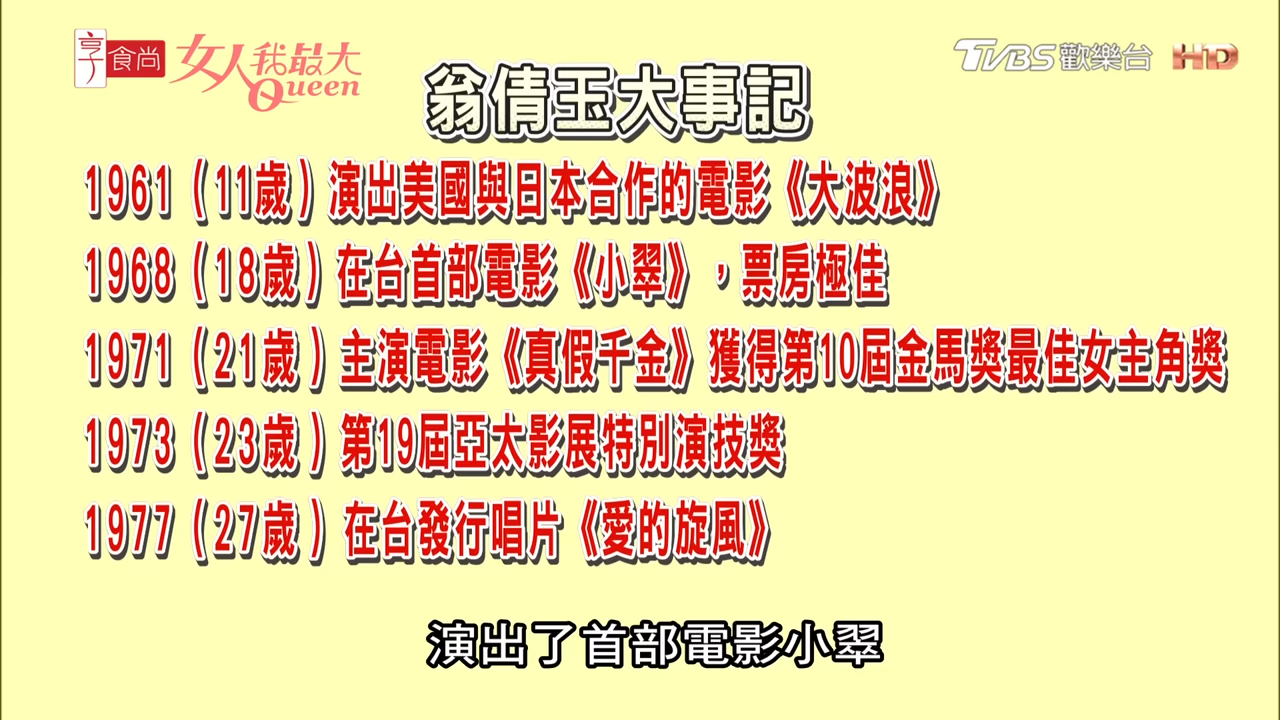 享食尚 女人我最大 Queen
TVBS歡樂台 HD
翁倩玉大事記
1961（11歲）演出美國與日本合作的電影《大波浪》
1968（18歲）在台首部電影《小翠》，票房極佳
1971（21歲）主演電影《真假千金》獲得第10屆金馬獎最佳女主角獎
1973（23歲）第19屆亞太影展特別演技獎
1977（27歲）在台發行唱片《愛的旋風》
演出了首部電影小翠